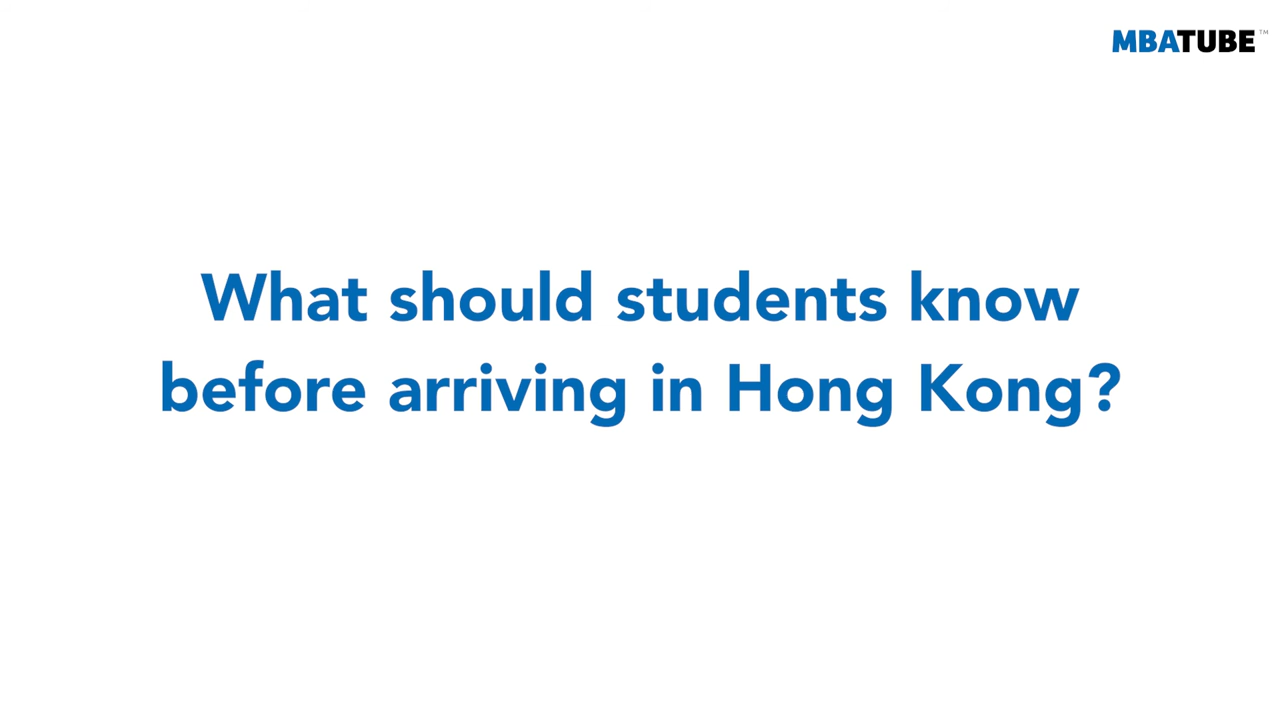 MBATUBE™
What should students know
before arriving in Hong Kong?